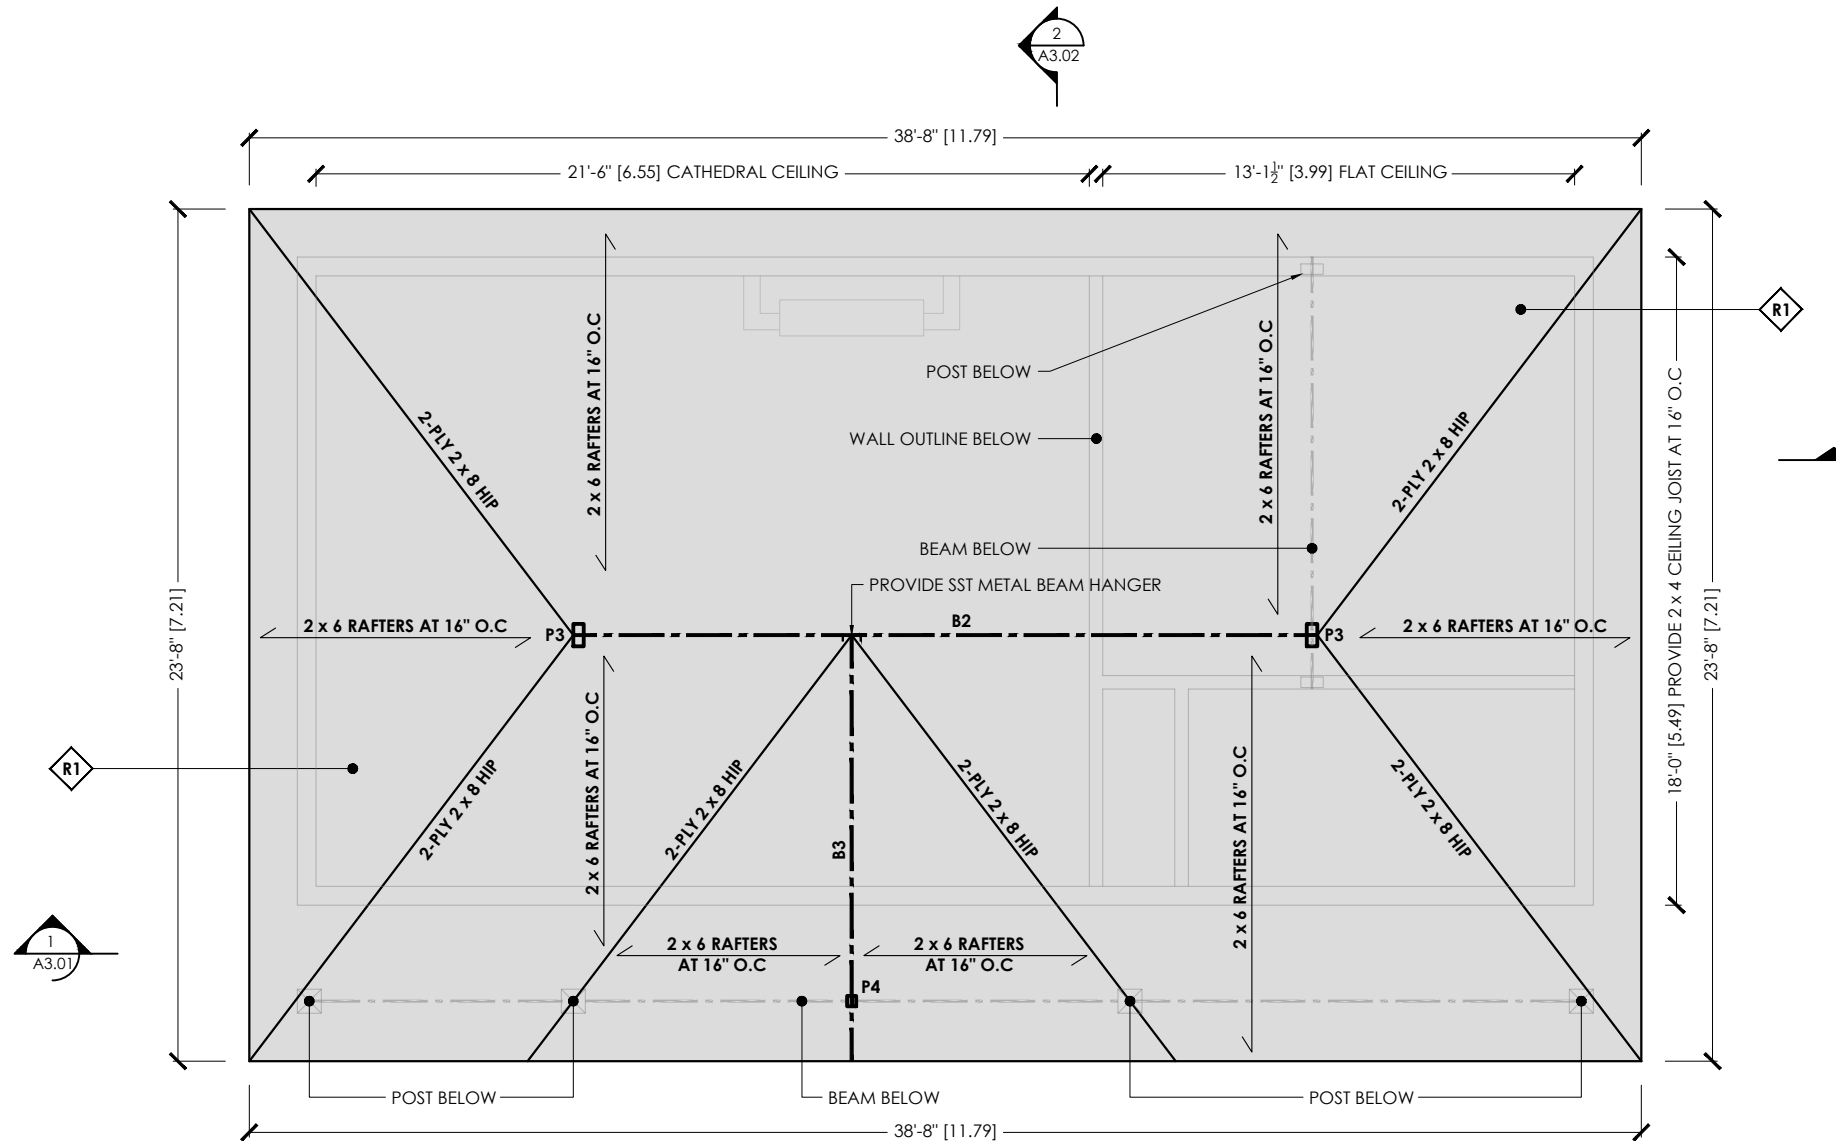 2
A3.02
38'-8" [11.79]
21'-6" [6.55] CATHEDRAL CEILING
13'-1½" [3.99] FLAT CEILING
2 x 6 RAFTERS AT 16" O.C
2 x 6 RAFTERS AT 16" O.C
R1
POST BELOW
WALL OUTLINE BELOW
2-PLY 2 x 8 HIP
2-PLY 2 x 8 HIP
18'-0" [5.49] PROVIDE 2 x 4 CEILING JOIST AT 16" O.C
BEAM BELOW
PROVIDE SST METAL BEAM HANGER
23'-8" [7.21]
23'-8" [7.21]
2 x 6 RAFTERS AT 16" O.C
P3
B2
P3
2 x 6 RAFTERS AT 16" O.C
R1
2-PLY 2 x 8 HIP
2 x 6 RAFTERS AT 16" O.C
2-PLY 2 x 8 HIP
B3
2-PLY 2 x 8 HIP
2 x 6 RAFTERS AT 16" O.C
2-PLY 2 x 8 HIP
1
A3.01
2 x 6 RAFTERS
AT 16" O.C
2 x 6 RAFTERS
AT 16" O.C
P4
POST BELOW
BEAM BELOW
POST BELOW
38'-8" [11.79]